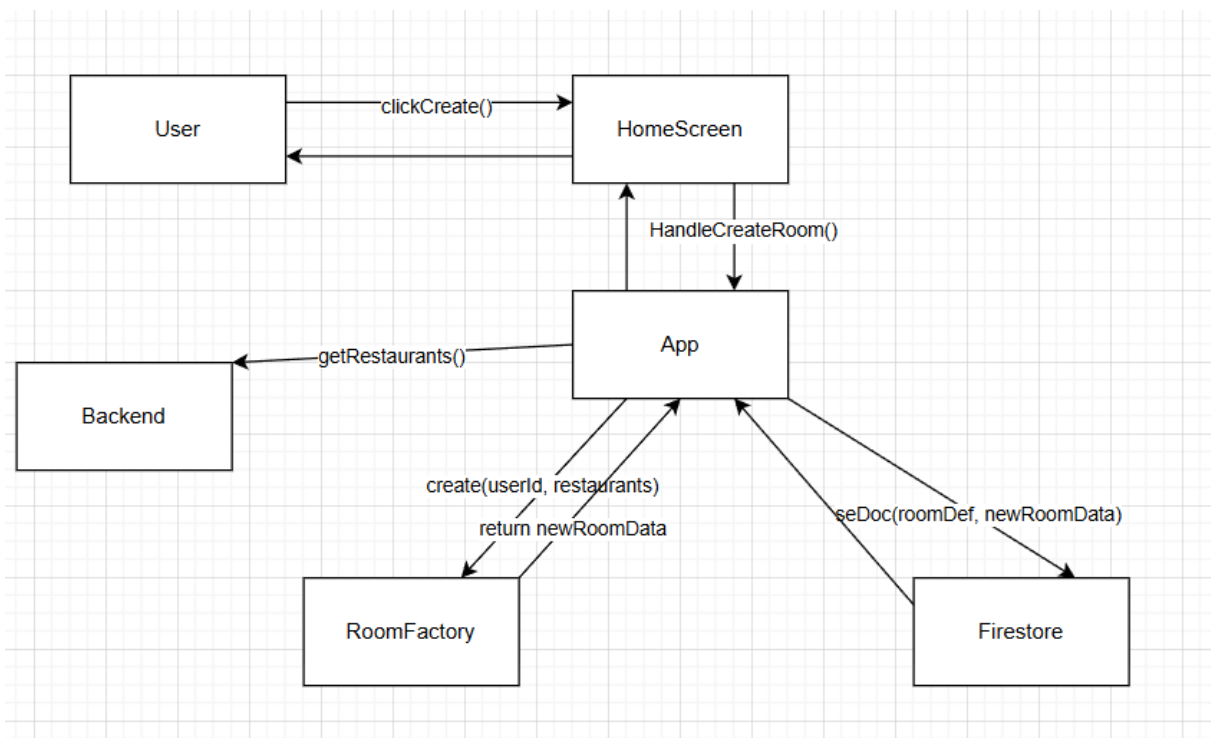 clickCreate()
User
HomeScreen
HandleCreateRoom()
App
getRestaurants()
Backend
create(userId, restaurants)
seDoc(roomDef, newRoomData)
return newRoomData
RoomFactory
Firestore